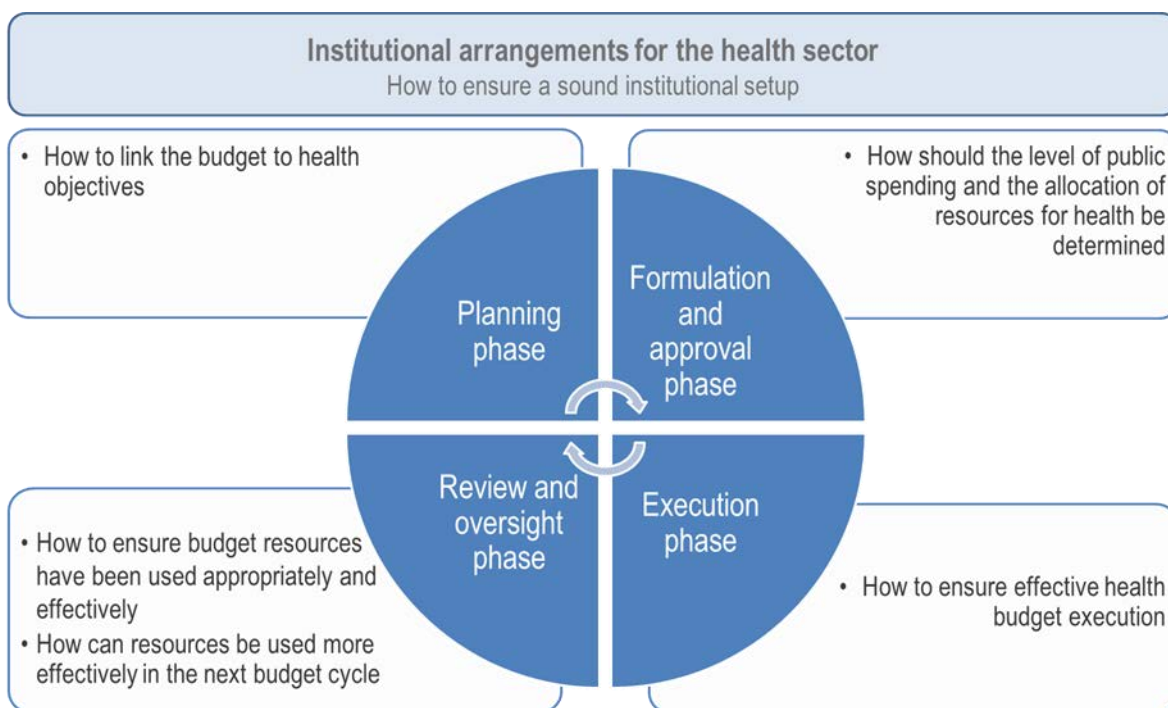 Institutional arrangements for the health sector
How to ensure a sound institutional setup
• How to link the budget to health
objectives
• How should the level of public
spending and the allocation of
resources for health be
determined
Planning
phase
Formulation
and
approval
phase
Review and
oversight
phase
Execution
phase
• How to ensure budget resources
have been used appropriately and
effectively
• How can resources be used more
effectively in the next budget cycle
• How to ensure effective health
budget execution